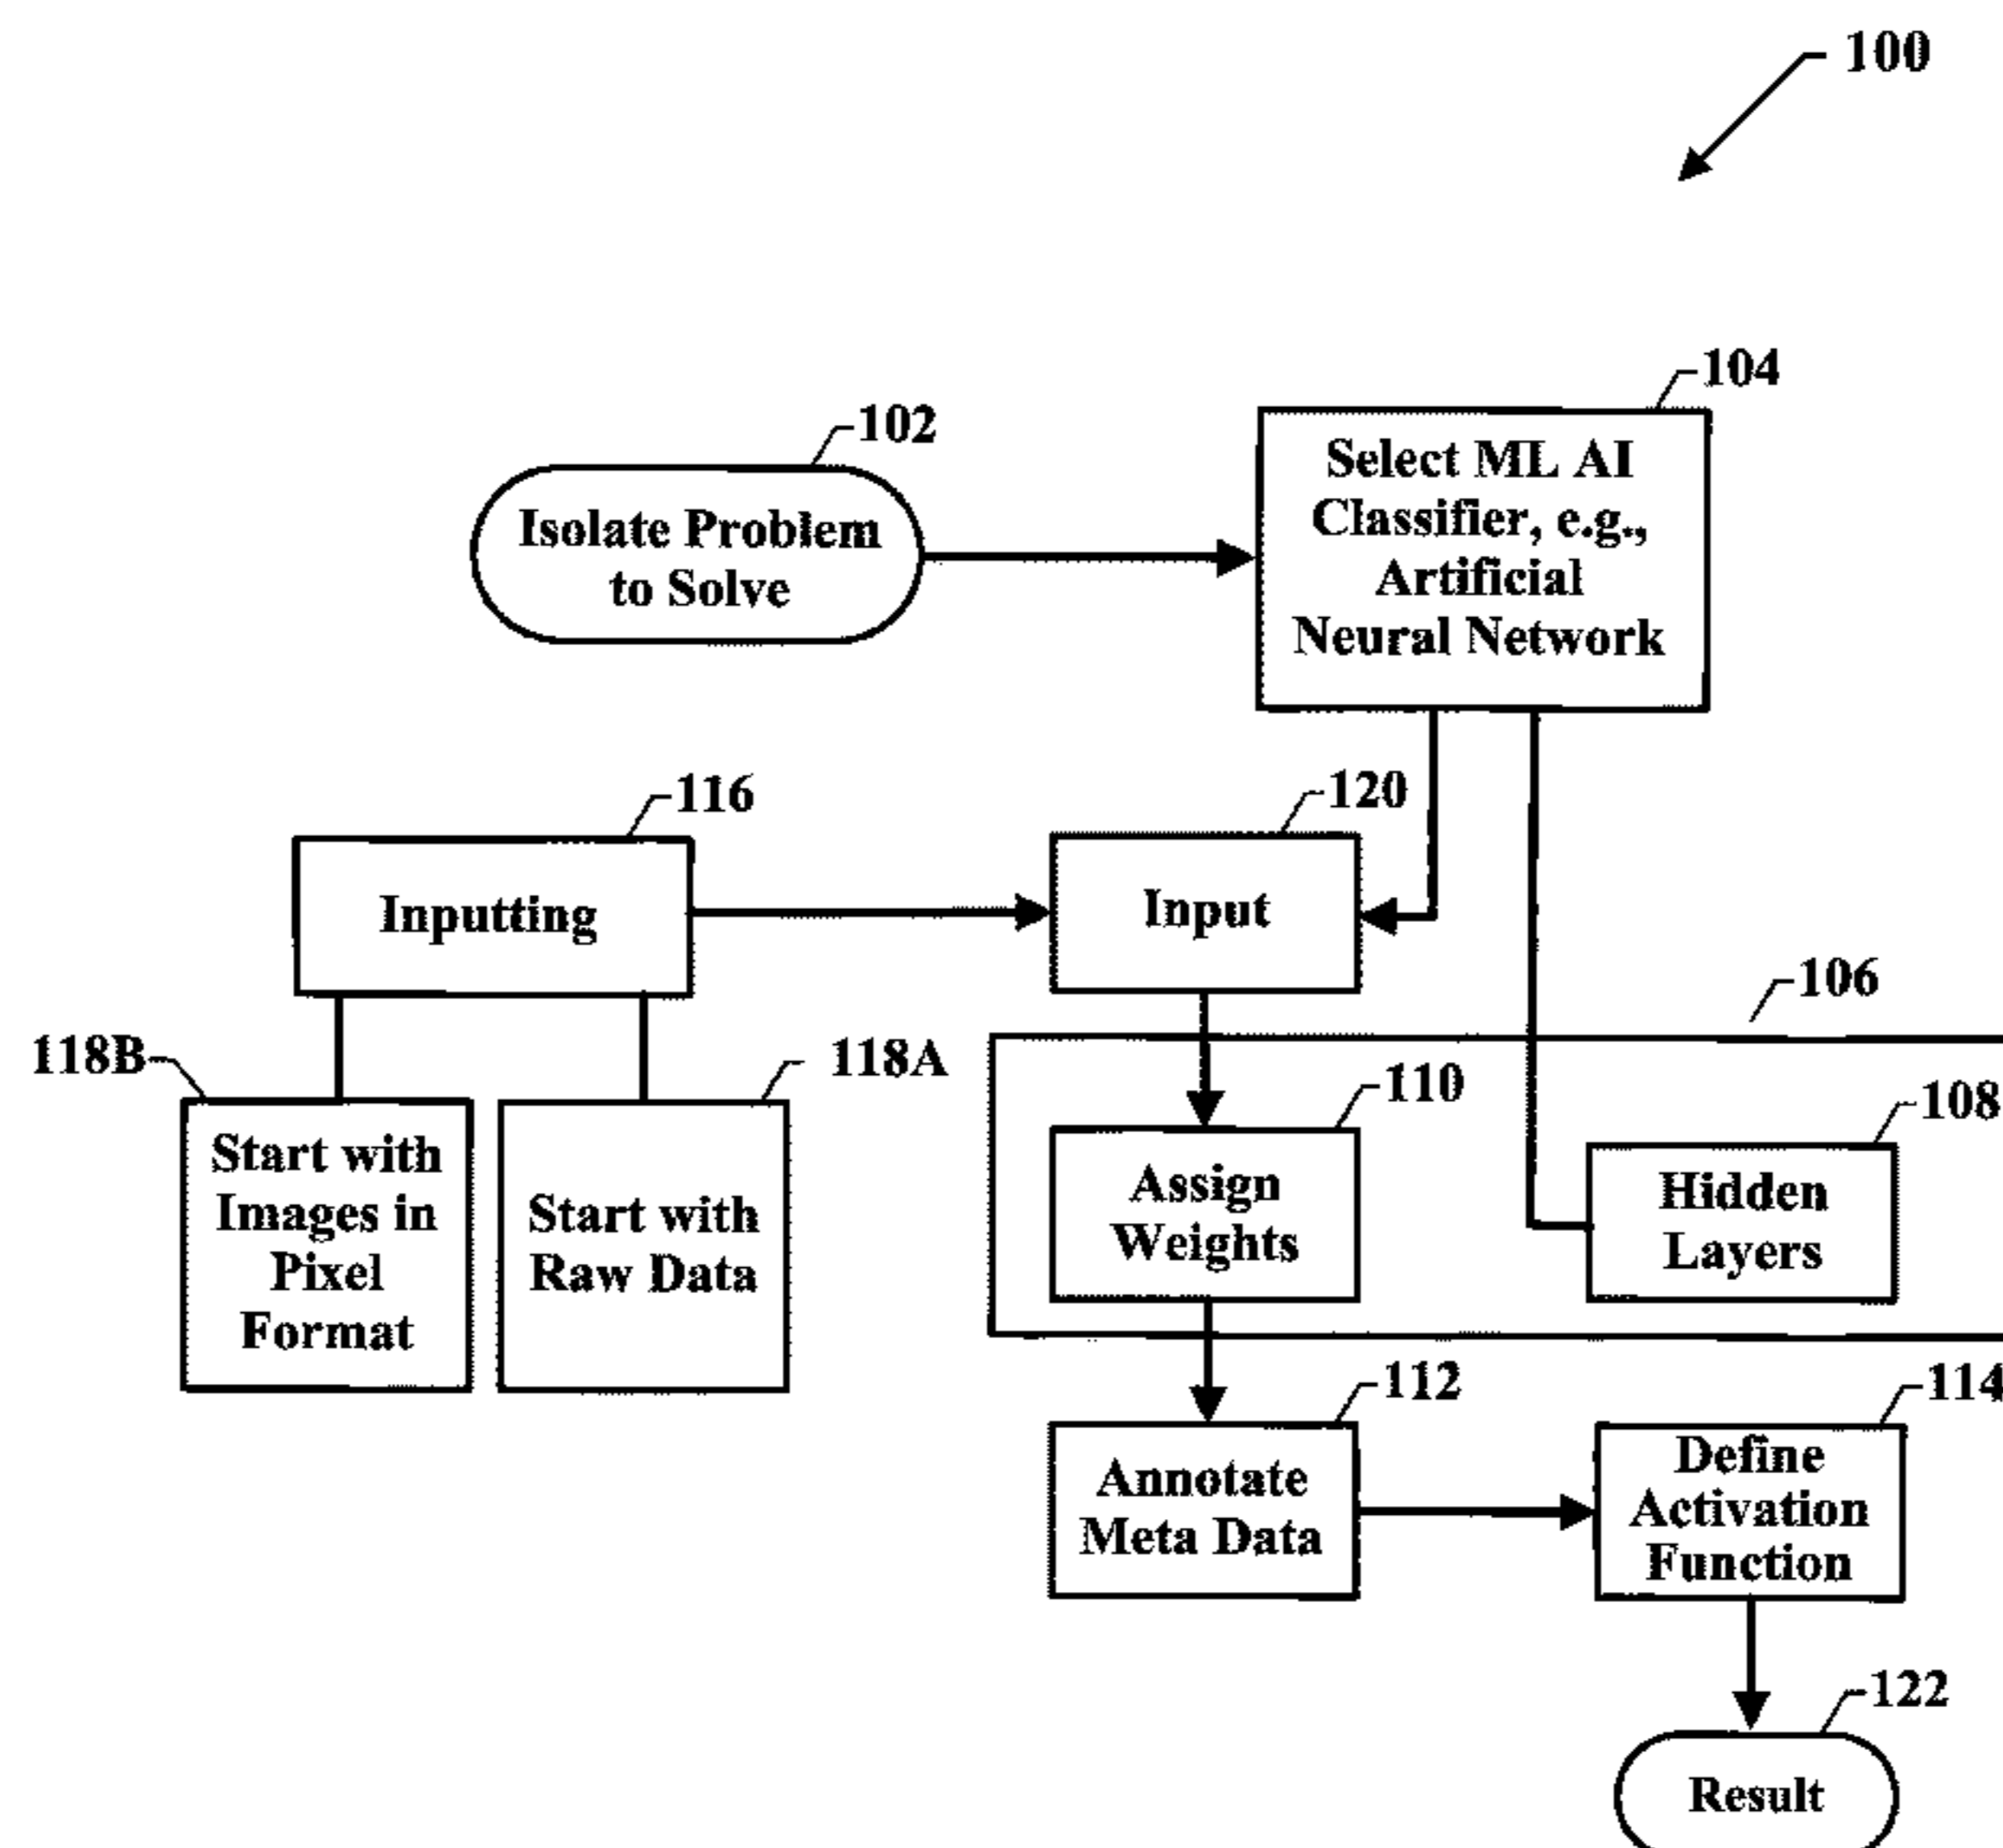 100
102
Isolate Problem
to Solve
104
Select ML AI
Classifier, e.g.,
Artificial
Neural Network
116
Inputting
120
Input
106
118B
Start with
Images in
Pixel
Format
118A
Start with
Raw Data
110
Assign
Weights
108
Hidden
Layers
112
Annotate
Meta Data
114
Define
Activation
Function
122
Result